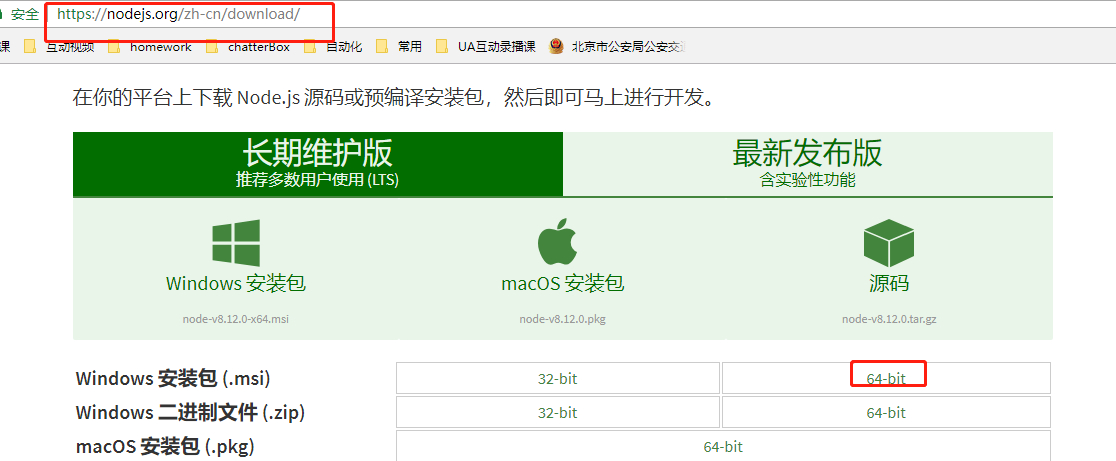 安全 https://nodejs.org/zh-cn/download/
课 互动视频 homework chatterBox 自动化 常用 UA互动录播课 北京市公安局公安交
在你的平台上下载 Node.js 源码或预编译安装包，然后即可马上进行开发。
长期维护版 最新发布版
推荐多数用户使用 (LTS) 含实验性功能
Windows 安装包 macOS 安装包 源码
node-v8.12.0-x64.msi node-v8.12.0.pkg node-v8.12.0.tar.gz
Windows 安装包 (.msi) 32-bit 64-bit
Windows 二进制文件 (.zip) 32-bit 64-bit
macOS 安装包 (.pkg) 64-bit